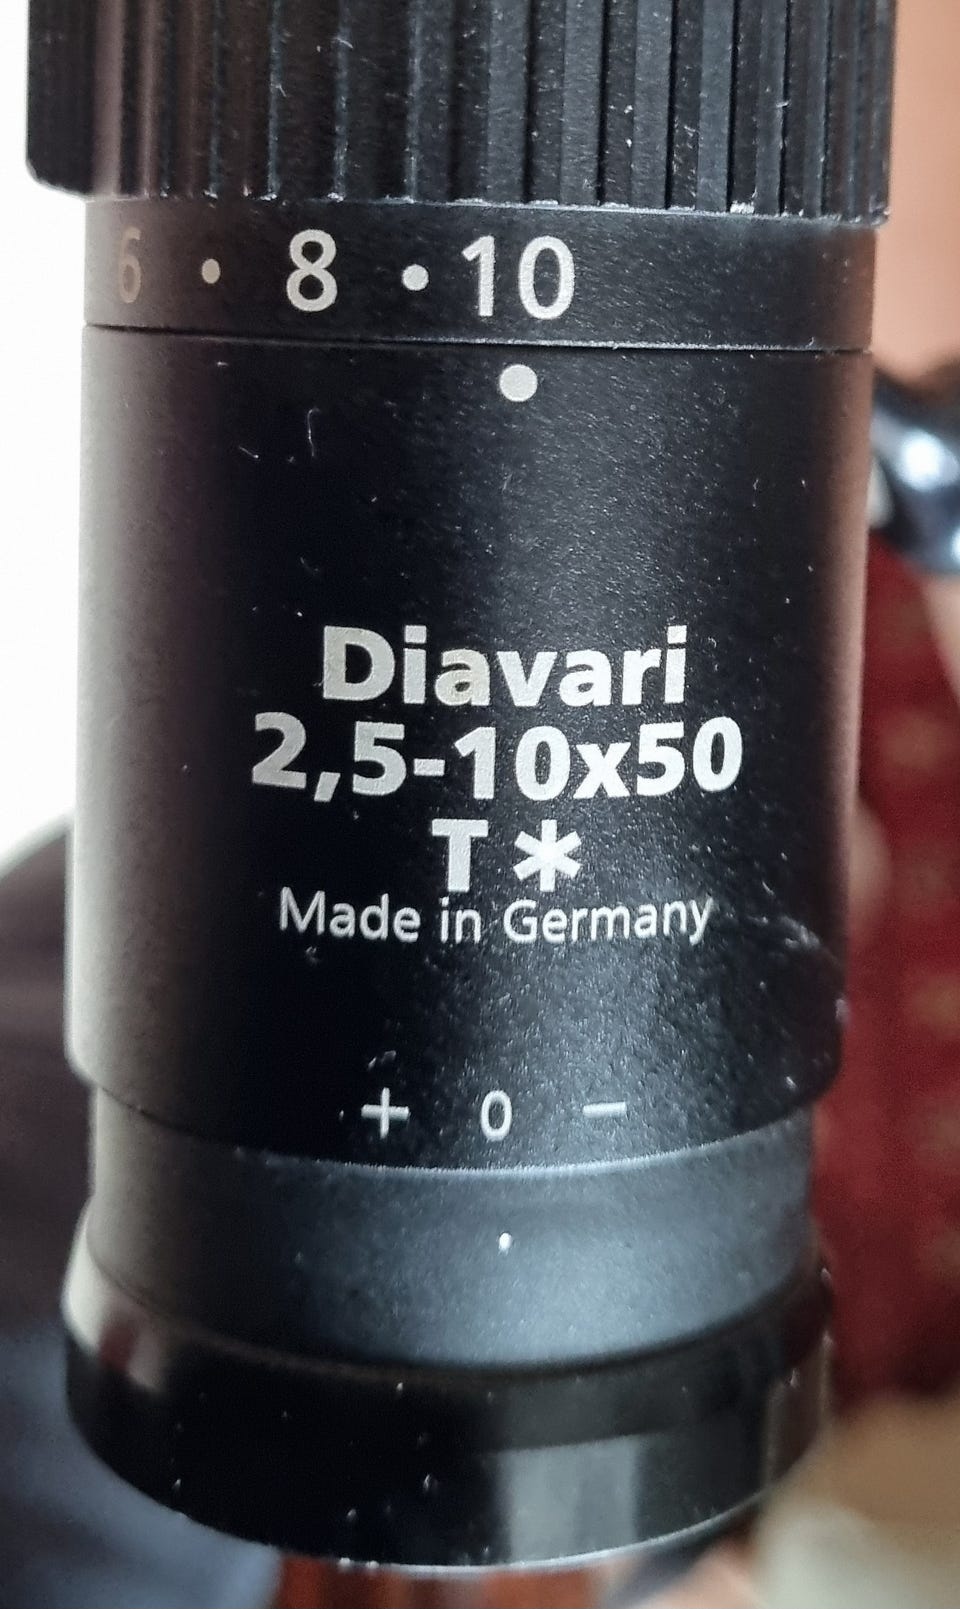 6 • 8 • 10
Diavari
2,5-10x50
T*
Made in Germany
+ 0 −